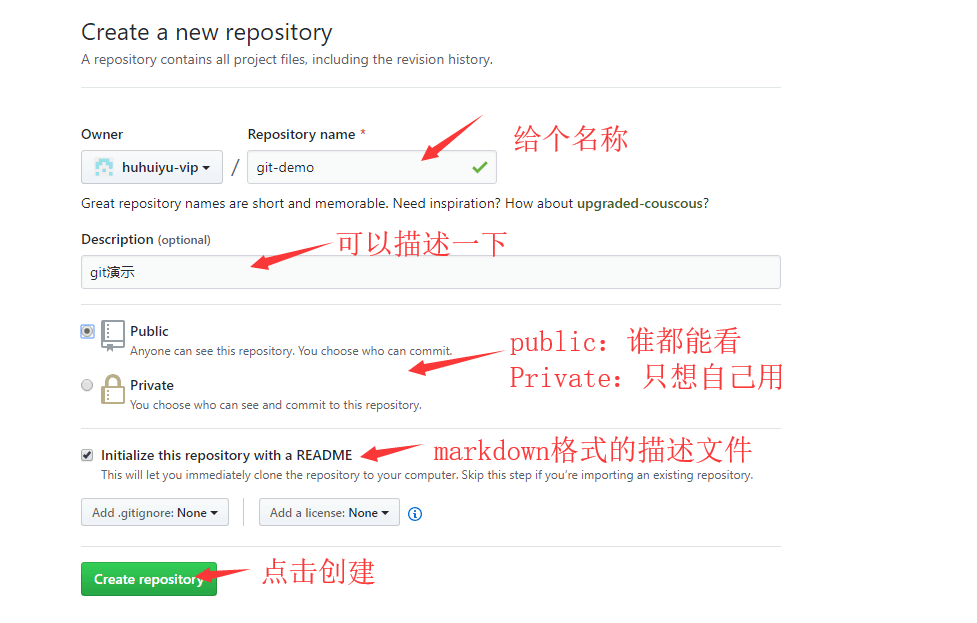 Create a new repository
A repository contains all project files, including the revision history.
Owner
Repository name *
给个名称
huhuiyu-vip / git-demo
Great repository names are short and memorable. Need inspiration? How about upgraded-couscous?
Description (optional)
可以描述一下
git演示
Public
Anyone can see this repository. You choose who can commit.
public：谁都能看
Private：只想自己用
Private
You choose who can see and commit to this repository.
Initialize this repository with a README
markdown格式的描述文件
This will let you immediately clone the repository to your computer. Skip this step if you're importing an existing repository.
Add .gitignore: None
Add a license: None
Create repository
点击创建